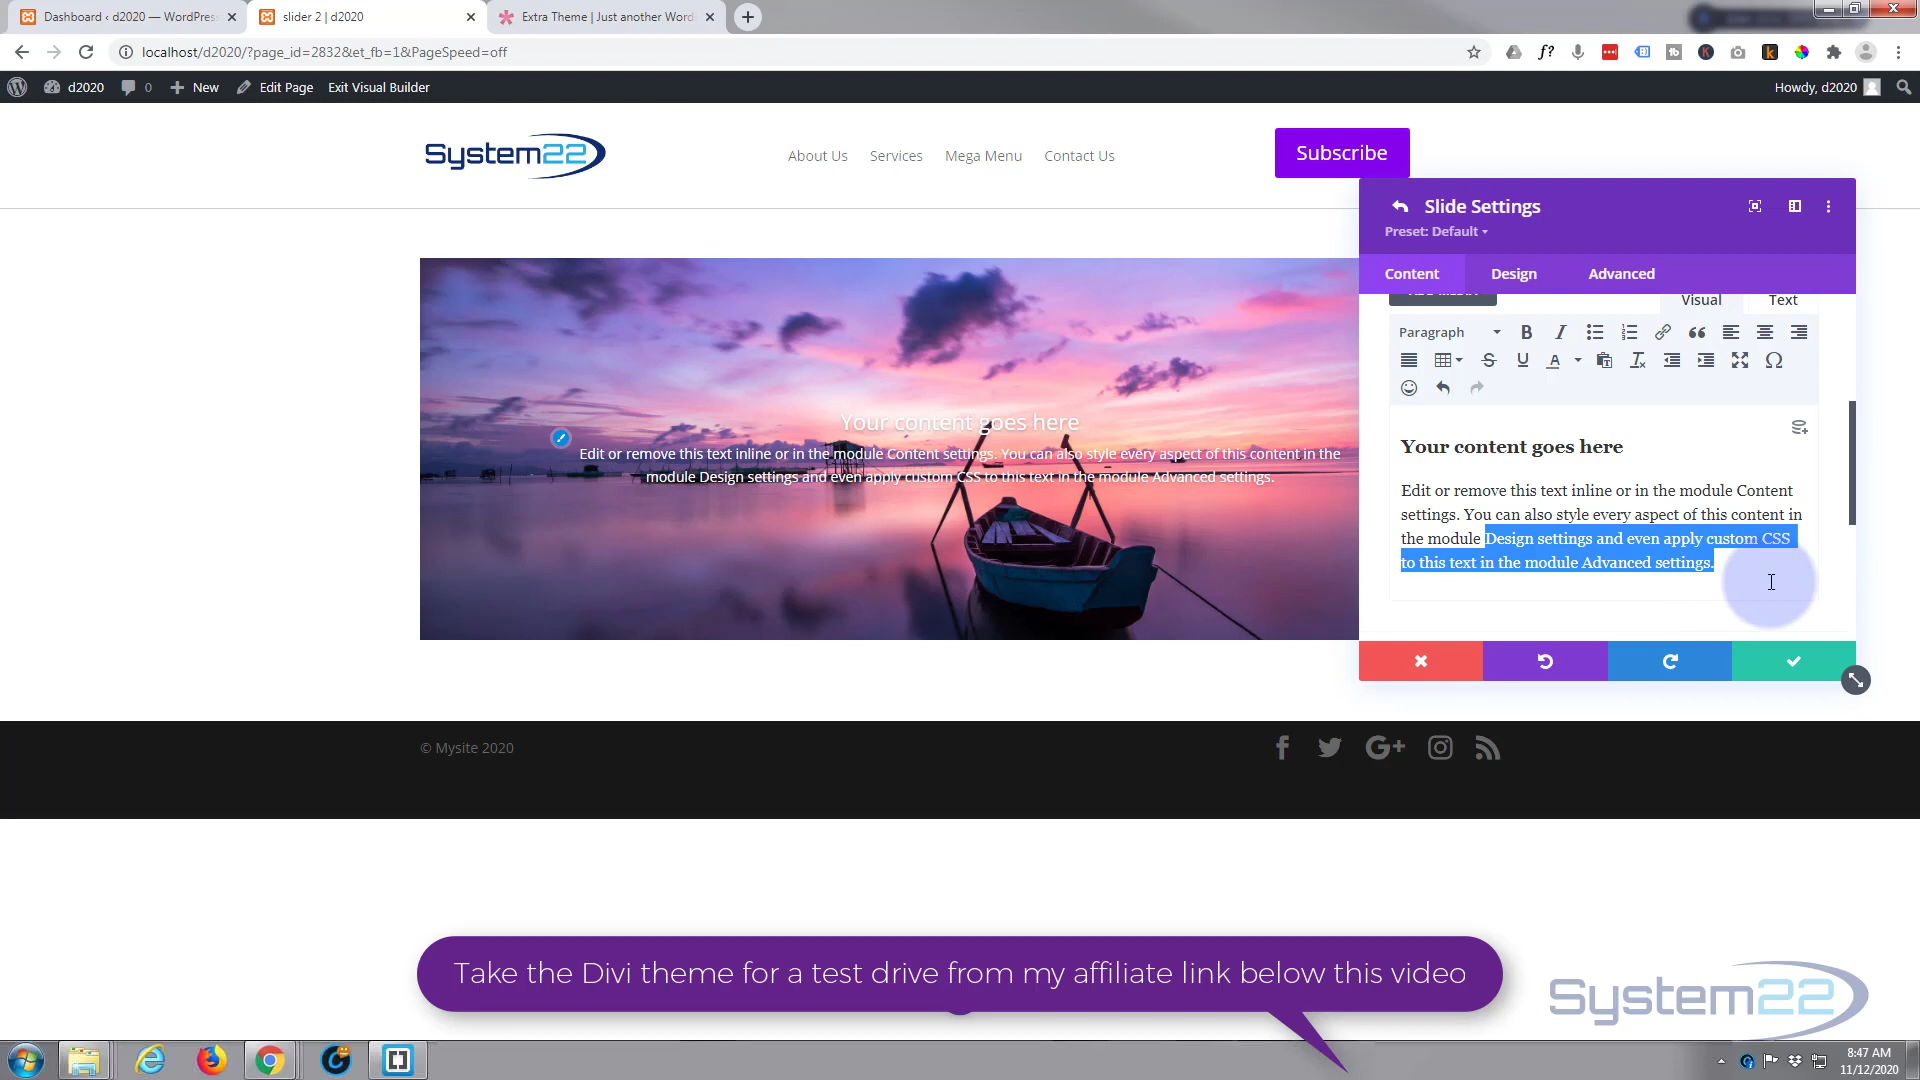 Dashboard ‹ d2020 — WordPres
slider 2 | d2020
Extra Theme | Just another Word
localhost/d2020/?page_id=2832&et_fb=1&PageSpeed=off
d2020
0
New
Edit Page
Exit Visual Builder
Howdy, d2020
System22
About Us
Services
Mega Menu
Contact Us
Subscribe
Slide Settings
Preset: Default
Content
Design
Advanced
Visual
Text
Paragraph
Your content goes here
Edit or remove this text inline or in the module Content
settings. You can also style every aspect of this content in
the module Design settings and even apply custom CSS
to this text in the module Advanced settings.
Your content goes here
Edit or remove this text inline or in the module Content settings. You can also style every aspect of this content in the
module Design settings and even apply custom CSS to this text in the module Advanced settings.
© Mysite 2020
Take the Divi theme for a test drive from my affiliate link below this video
System22
8:47 AM
11/12/2020